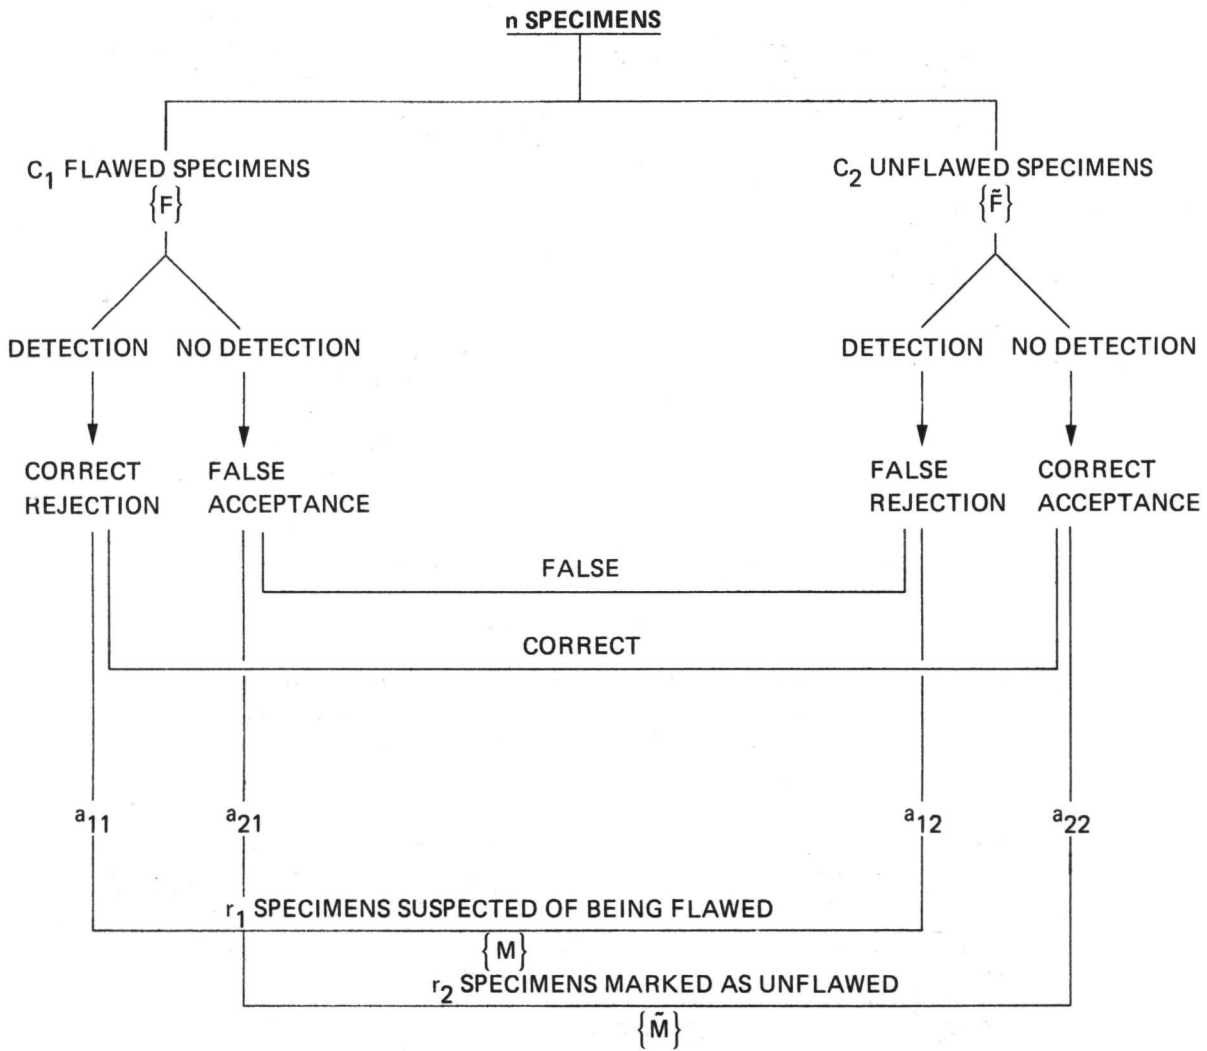 n SPECIMENS
C1 FLAWED SPECIMENS
{F}
C2 UNFLAWED SPECIMENS
{F̃}
DETECTION
NO DETECTION
DETECTION
NO DETECTION
CORRECT
REJECTION
FALSE
ACCEPTANCE
FALSE
REJECTION
CORRECT
ACCEPTANCE
FALSE
CORRECT
a11
a21
a12
a22
r1 SPECIMENS SUSPECTED OF BEING FLAWED
{M}
r2 SPECIMENS MARKED AS UNFLAWED
{M̃}